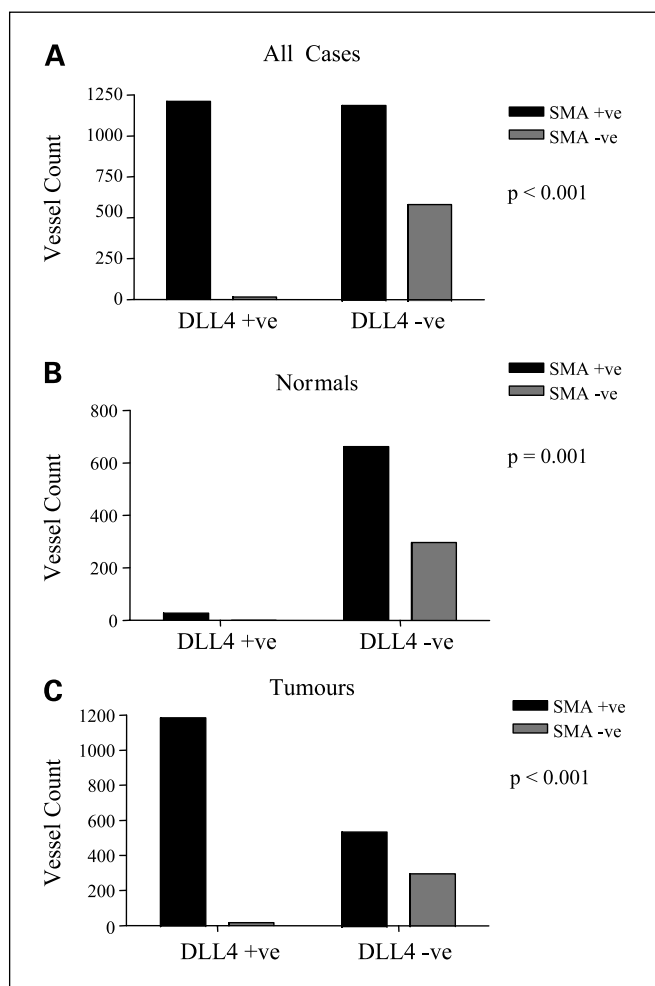 A
All Cases
1250
1000
750
500
250
0
Vessel Count
DLL4 +ve
DLL4 -ve
SMA +ve
SMA -ve
p < 0.001
B
Normals
800
600
400
200
0
Vessel Count
DLL4 +ve
DLL4 -ve
SMA +ve
SMA -ve
p = 0.001
C
Tumours
1200
1000
800
600
400
200
0
Vessel Count
DLL4 +ve
DLL4 -ve
SMA +ve
SMA -ve
p < 0.001